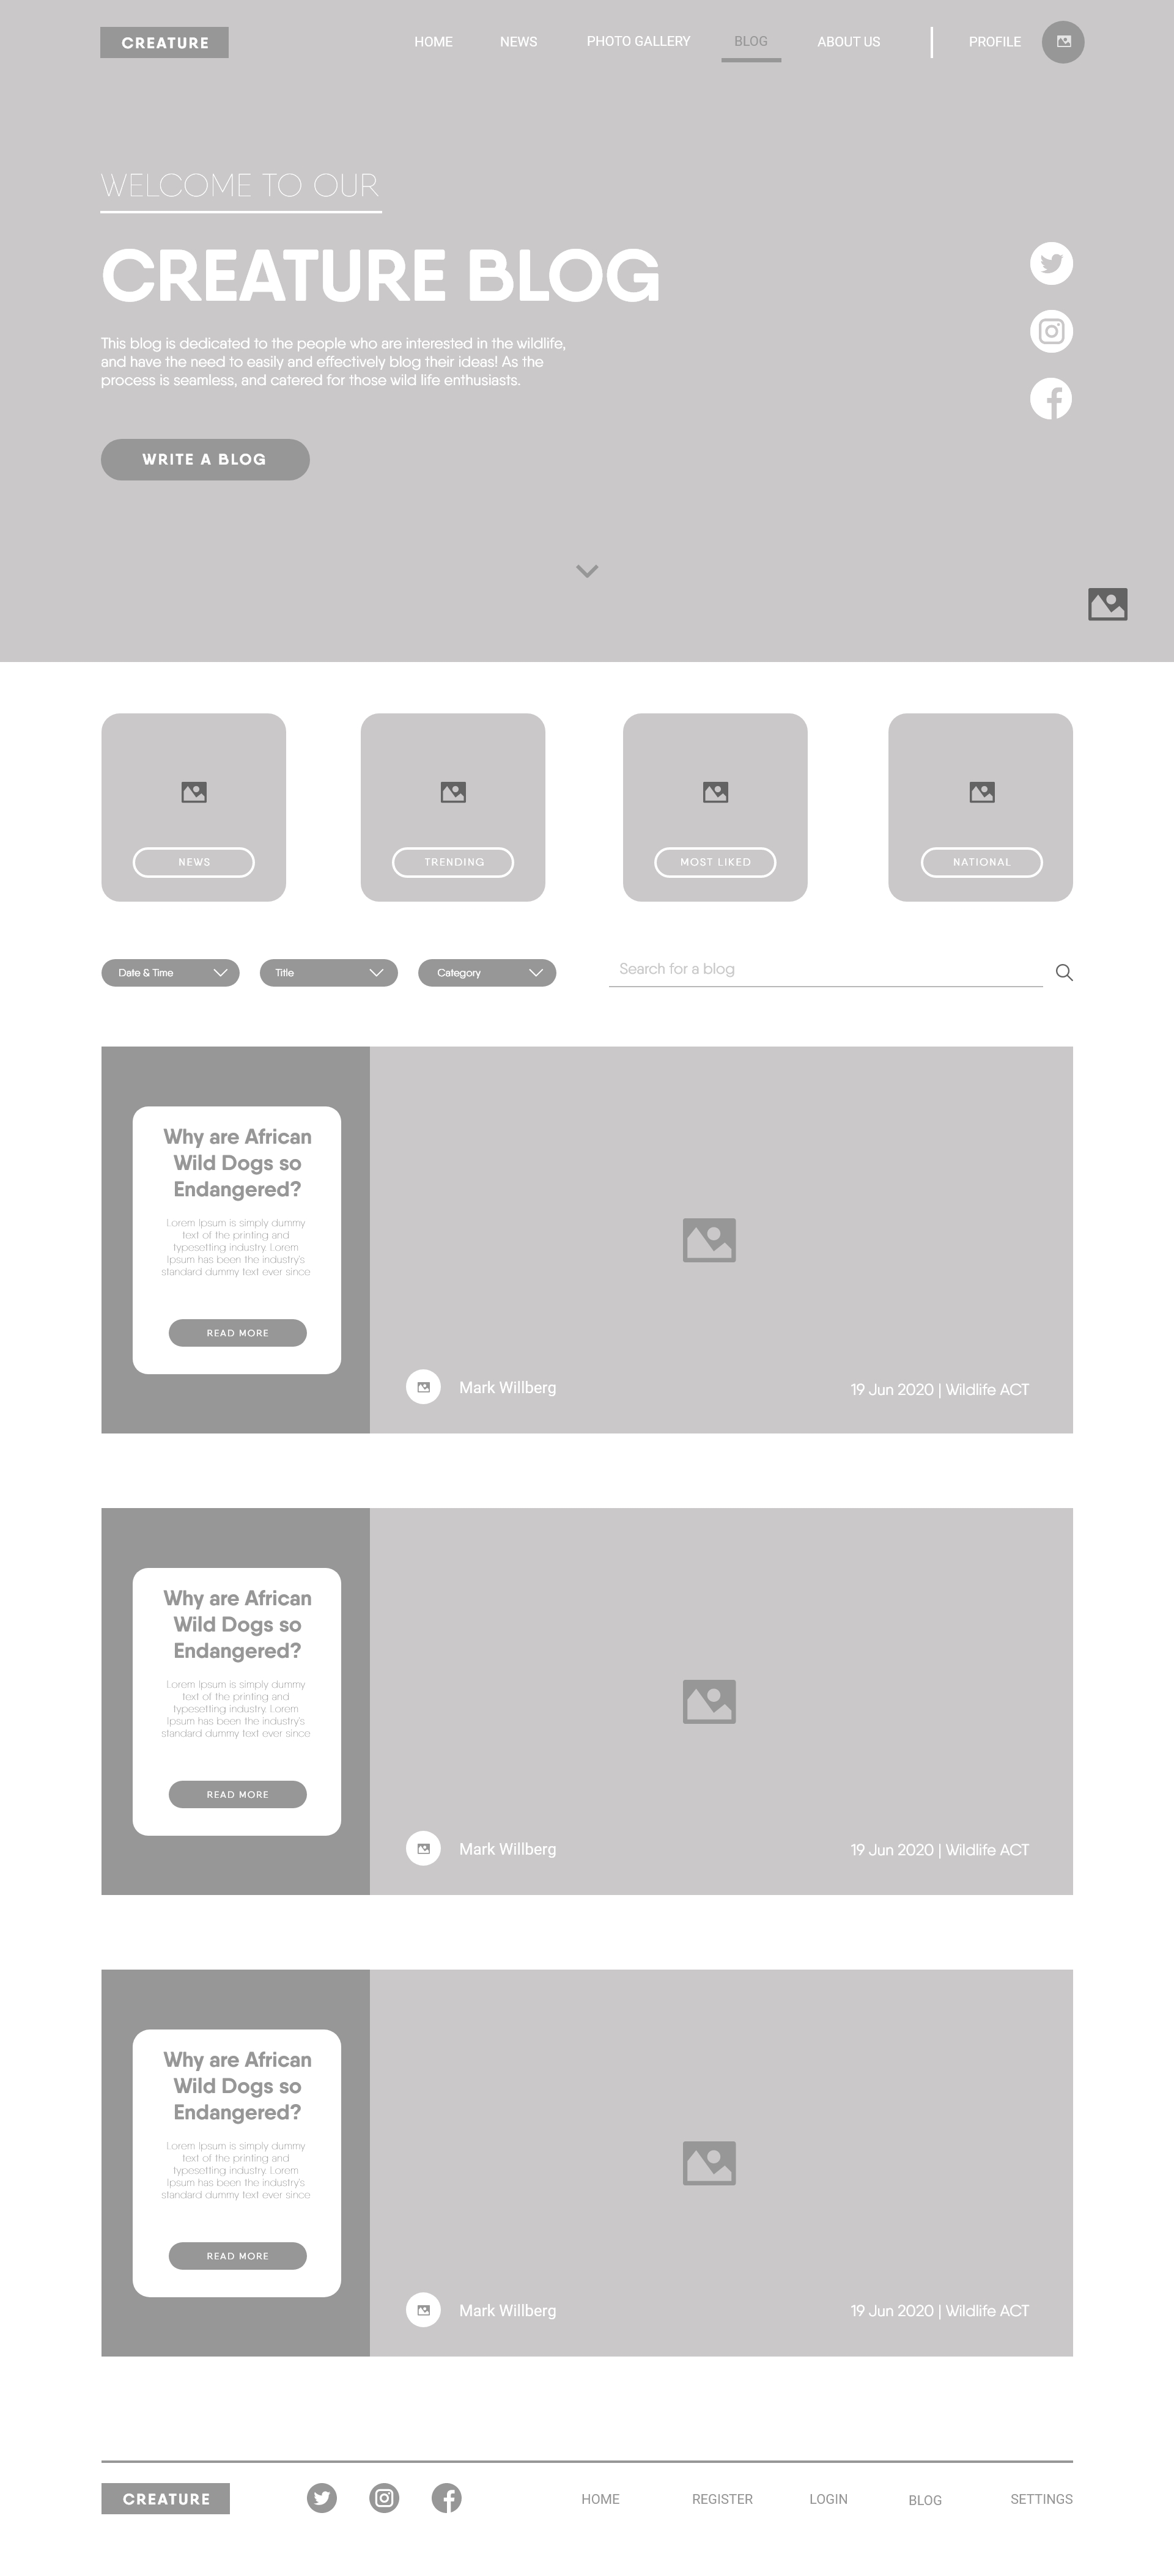 CREATURE
HOME
NEWS
PHOTO GALLERY
BLOG
ABOUT US
PROFILE
WELCOME TO OUR
CREATURE BLOG
This blog is dedicated to the people who are interested in the wildlife,
and have the need to easily and effectively blog their ideas! As the
process is seamless, and catered for those wild life enthusiasts.
WRITE A BLOG
NEWS
TRENDING
MOST LIKED
NATIONAL
Date & Time
Title
Category
Search for a blog
Why are African
Wild Dogs so
Endangered?
Lorem Ipsum is simply dummy
text of the printing and
typesetting industry. Lorem
Ipsum has been the industry's
standard dummy text ever since
READ MORE
Mark Willberg
19 Jun 2020 | Wildlife ACT
Why are African
Wild Dogs so
Endangered?
Lorem Ipsum is simply dummy
text of the printing and
typesetting industry. Lorem
Ipsum has been the industry's
standard dummy text ever since
READ MORE
Mark Willberg
19 Jun 2020 | Wildlife ACT
Why are African
Wild Dogs so
Endangered?
Lorem Ipsum is simply dummy
text of the printing and
typesetting industry. Lorem
Ipsum has been the industry's
standard dummy text ever since
READ MORE
Mark Willberg
19 Jun 2020 | Wildlife ACT
CREATURE
HOME
REGISTER
LOGIN
BLOG
SETTINGS